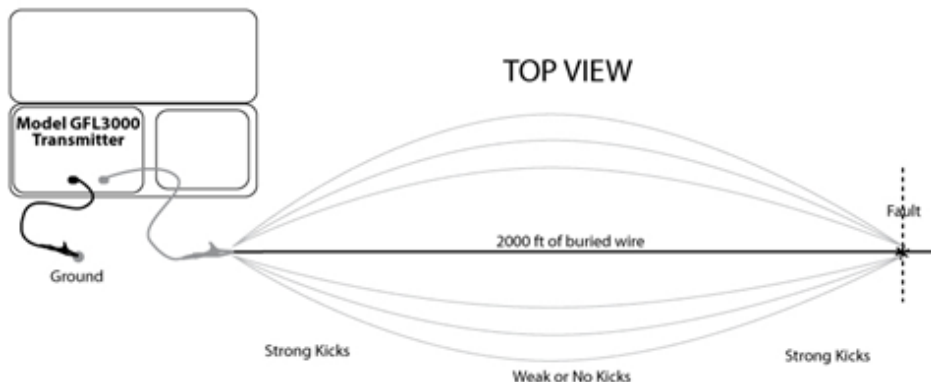 TOP VIEW
Model GFL3000
Transmitter
Fault
2000 ft of buried wire
Ground
Strong Kicks
Strong Kicks
Weak or No Kicks